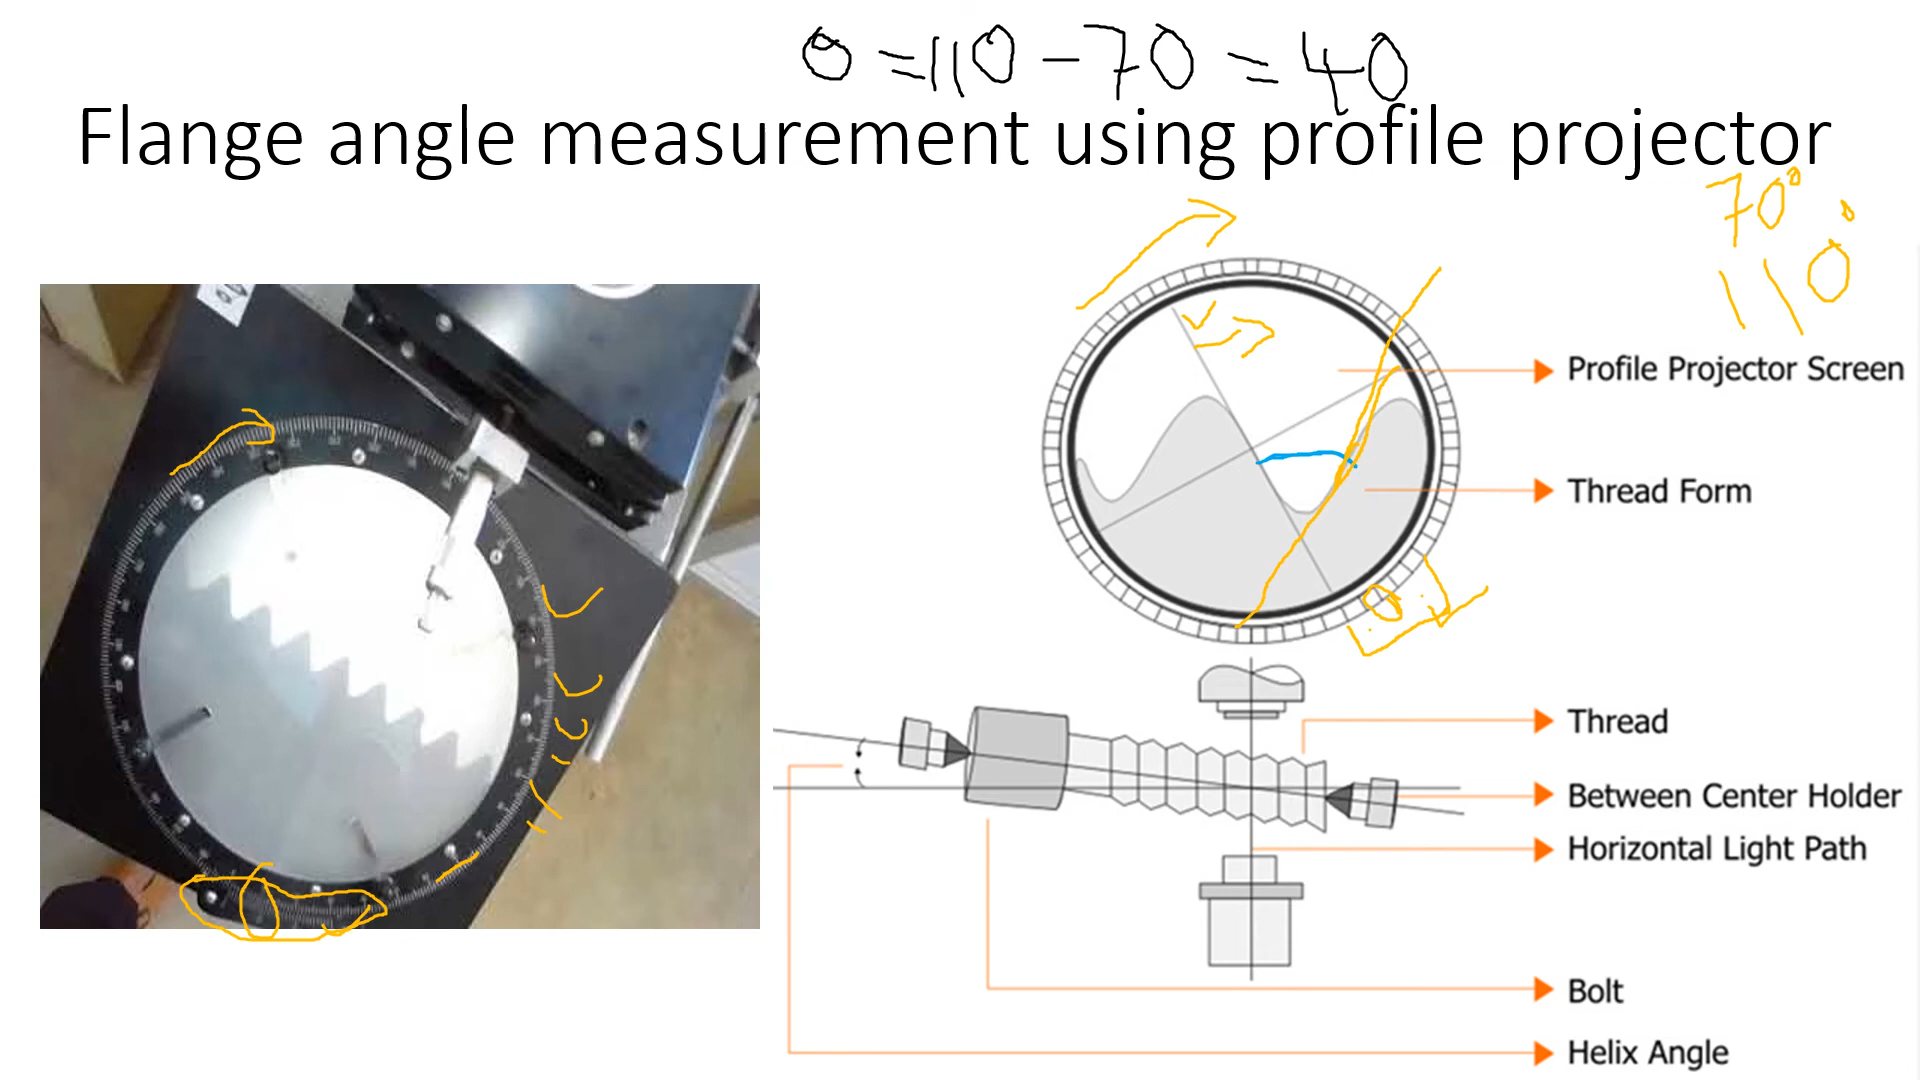 θ = 110 - 70 = 40
Flange angle measurement using profile projector
70°
110°
Profile Projector Screen
Thread Form
Thread
Between Center Holder
Horizontal Light Path
Bolt
Helix Angle